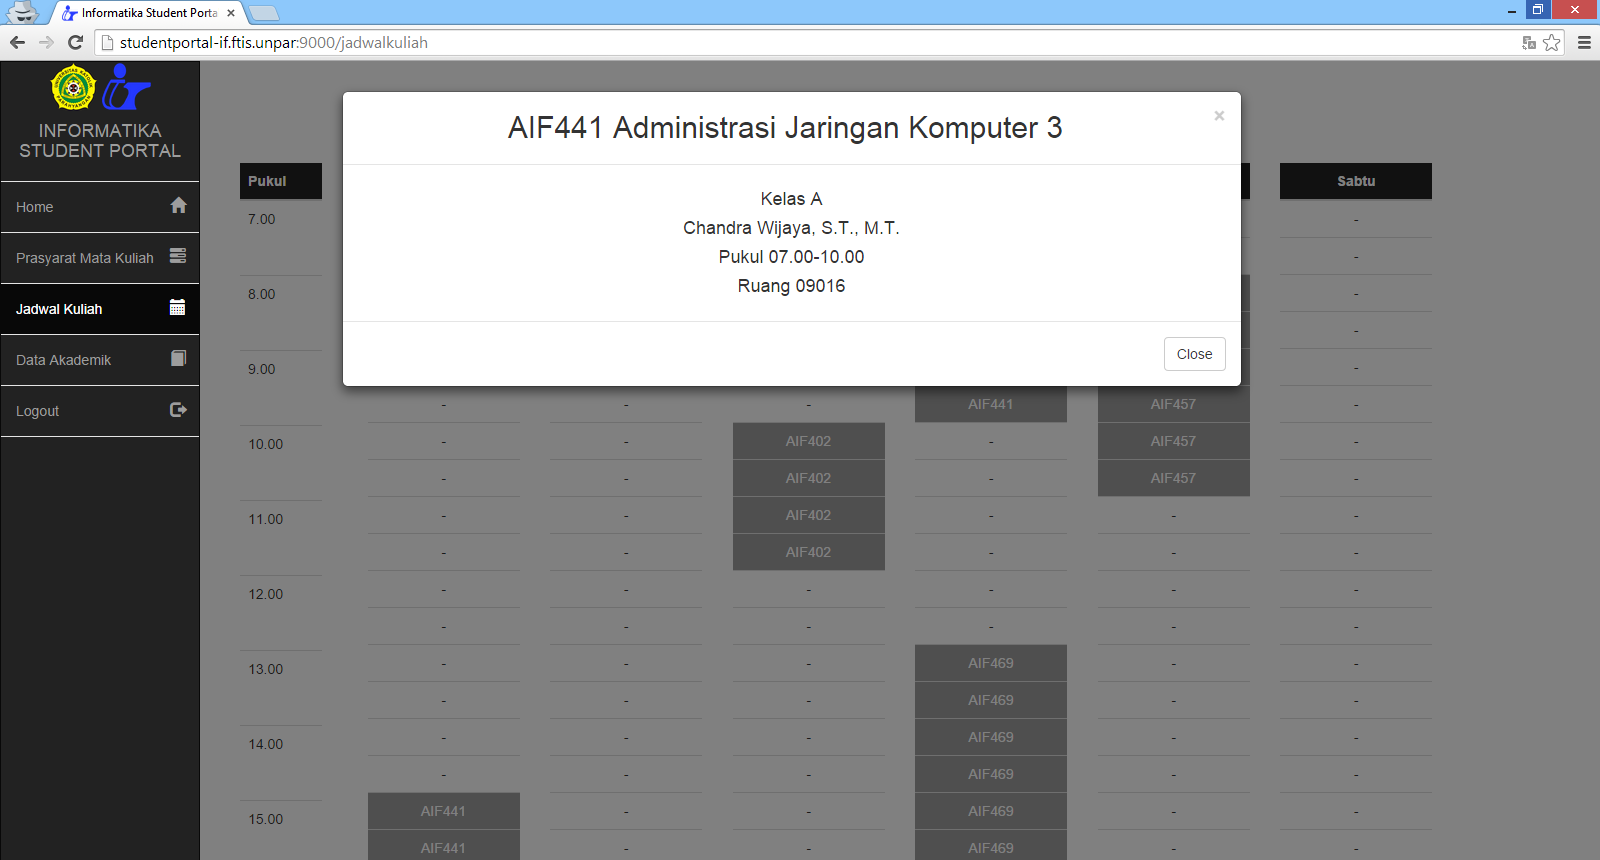 Informatika Student Porta
studentportal-if.ftis.unpar:9000/jadwalkuliah
INFORMATIKA
STUDENT PORTAL
Home
Prasyarat Mata Kuliah
Jadwal Kuliah
Data Akademik
Logout
AIF441 Administrasi Jaringan Komputer 3
×
Kelas A
Chandra Wijaya, S.T., M.T.
Pukul 07.00-10.00
Ruang 09016
Close
Pukul Sabtu
7.00 -
-
8.00 -
-
9.00 -
- - - AIF441 AIF457 -
10.00 - - AIF402 - AIF457 -
- - AIF402 - AIF457 -
11.00 - - AIF402 - - -
- - AIF402 - - -
12.00 - - - - - -
- - - - - -
13.00 - - - AIF469 - -
- - - AIF469 - -
14.00 - - - AIF469 - -
- - - AIF469 - -
15.00 AIF441 - - AIF469 - -
AIF441 - - AIF469 - -